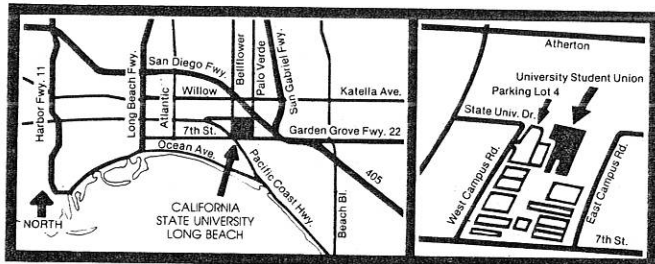 Harbor Fwy. 11
Long Beach Fwy.
San Diego Fwy.
Atlantic
Bellflower
Palo Verde
San Gabriel Fwy.
Willow
Katella Ave.
7th St.
Garden Grove Fwy. 22
Ocean Ave.
Pacific Coast Hwy.
405
Beach Bl.
NORTH
CALIFORNIA
STATE UNIVERSITY
LONG BEACH
Atherton
University Student Union
Parking Lot 4
State Univ. Dr.
West Campus Rd.
East Campus Rd.
7th St.